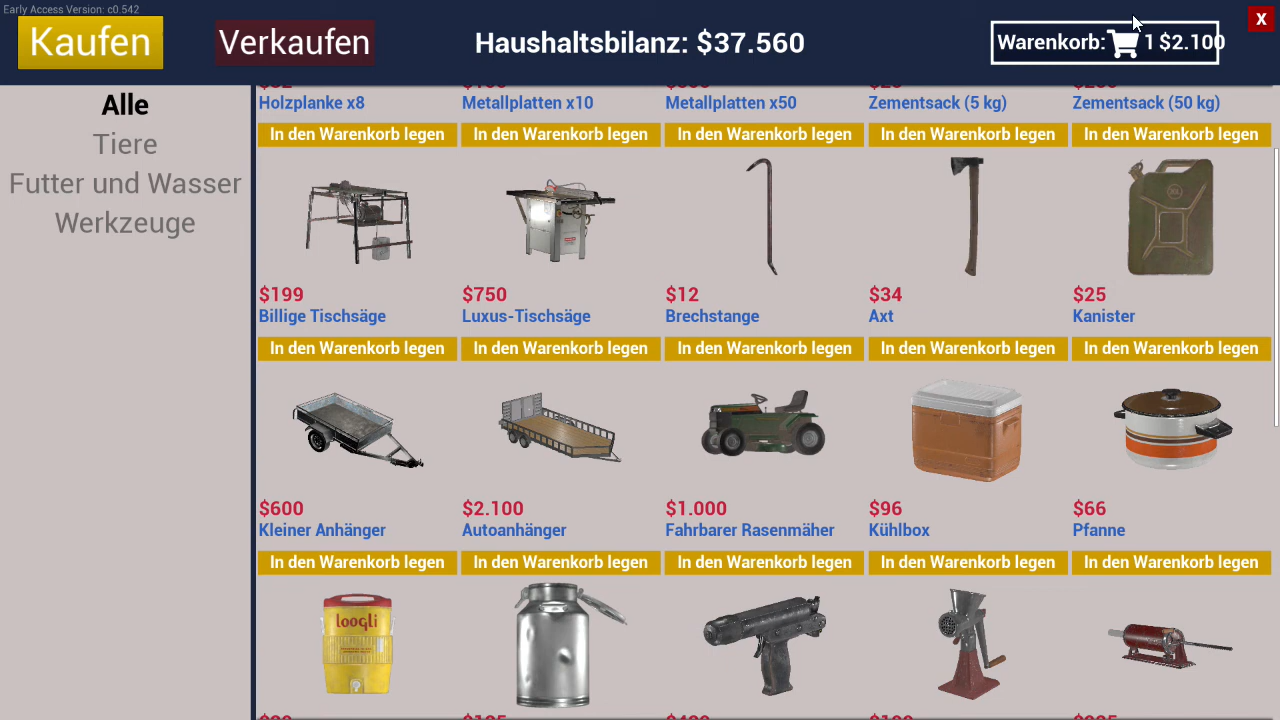 Early Access Version: c0.542
Kaufen
Verkaufen
Haushaltsbilanz: $37.560
Warenkorb: 1 $2.100
X
Alle
Tiere
Futter und Wasser
Werkzeuge
Holzplanke x8
Metallplatten x10
Metallplatten x50
Zementsack (5 kg)
Zementsack (50 kg)
In den Warenkorb legen
In den Warenkorb legen
In den Warenkorb legen
In den Warenkorb legen
In den Warenkorb legen
$199
$750
$12
$34
$25
Billige Tischsäge
Luxus-Tischsäge
Brechstange
Axt
Kanister
In den Warenkorb legen
In den Warenkorb legen
In den Warenkorb legen
In den Warenkorb legen
In den Warenkorb legen
$600
$2.100
$1.000
$96
$66
Kleiner Anhänger
Autoanhänger
Fahrbarer Rasenmäher
Kühlbox
Pfanne
In den Warenkorb legen
In den Warenkorb legen
In den Warenkorb legen
In den Warenkorb legen
In den Warenkorb legen
loogli